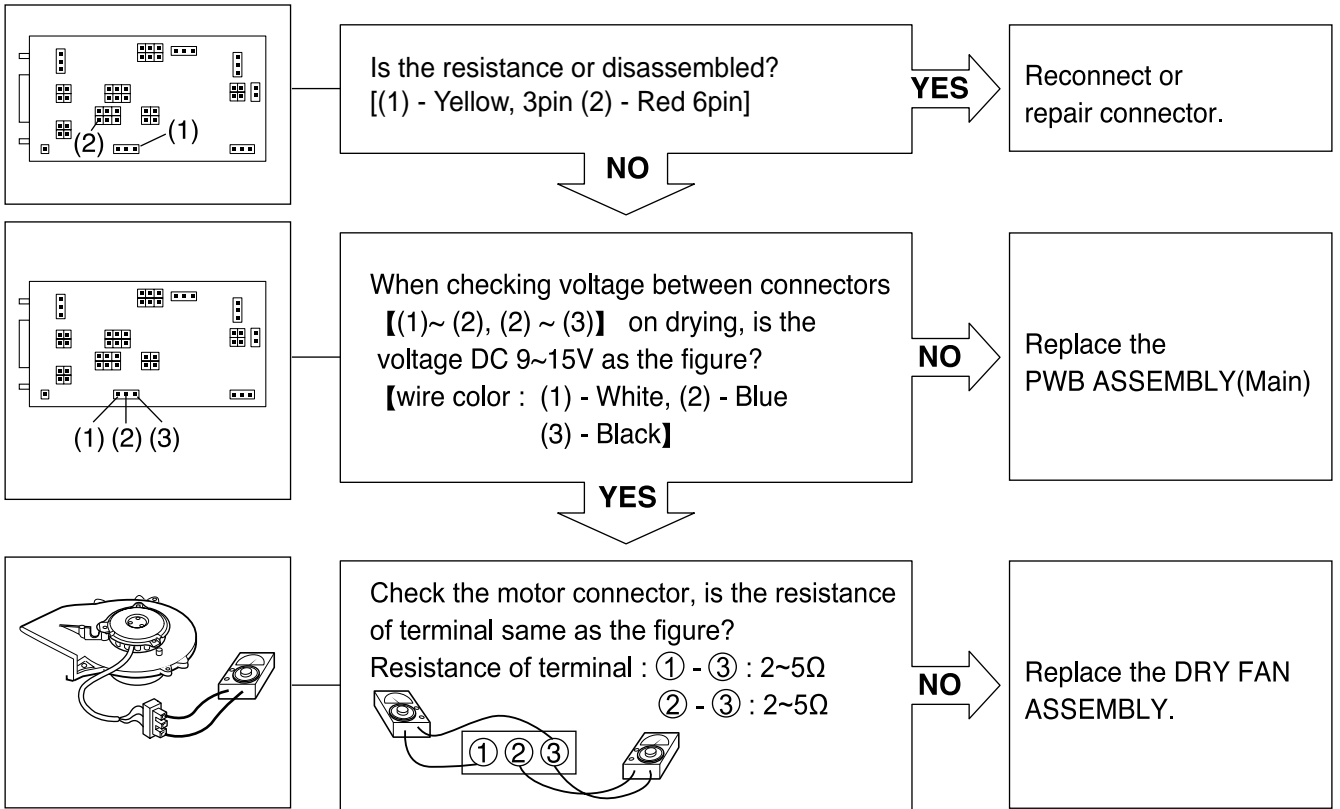 (2)
(1)
Is the resistance or disassembled?
[(1) - Yellow, 3pin (2) - Red 6pin]
YES
Reconnect or
repair connector.
NO
(1) (2) (3)
When checking voltage between connectors
【(1)~ (2), (2) ~ (3)】 on drying, is the
voltage DC 9~15V as the figure?
【wire color : (1) - White, (2) - Blue
(3) - Black】
NO
Replace the
PWB ASSEMBLY(Main)
YES
Check the motor connector, is the resistance
of terminal same as the figure?
Resistance of terminal : ① - ③ : 2~5Ω
② - ③ : 2~5Ω
① ② ③
NO
Replace the DRY FAN
ASSEMBLY.